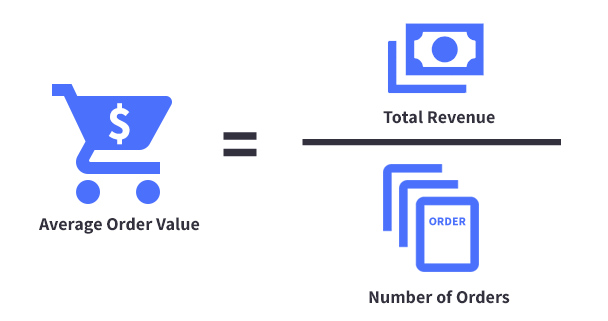 $
Average Order Value
=
Total Revenue
ORDER
Number of Orders